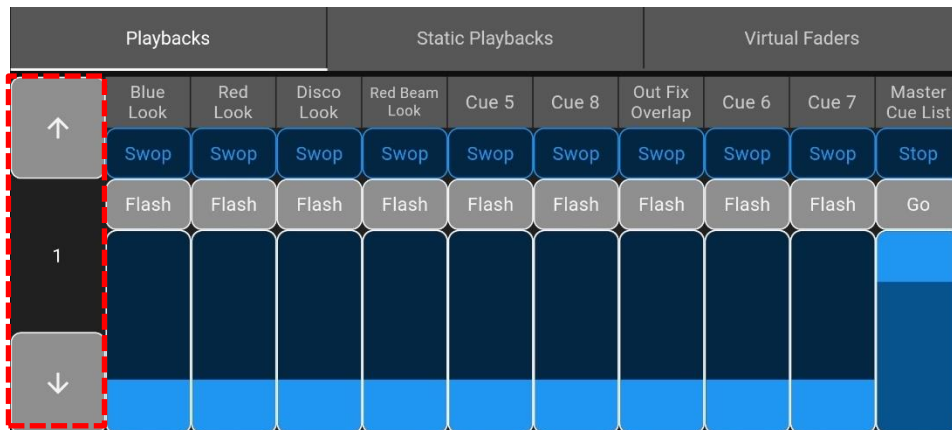 Playbacks
Static Playbacks
Virtual Faders
Blue
Look
Red
Look
Disco
Look
Red Beam
Look
Cue 5
Cue 8
Out Fix
Overlap
Cue 6
Cue 7
Master
Cue List
Swop
Swop
Swop
Swop
Swop
Swop
Swop
Swop
Swop
Stop
Flash
Flash
Flash
Flash
Flash
Flash
Flash
Flash
Flash
Go
1